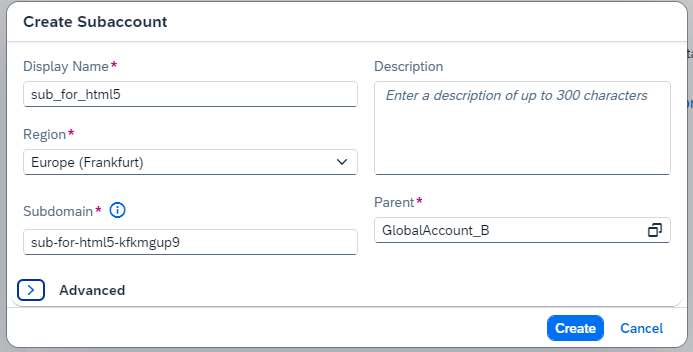 Create Subaccount
Display Name*
sub_for_html5
Region*
Europe (Frankfurt)
Subdomain*
sub-for-html5-kfkmgup9
Description
Enter a description of up to 300 characters
Parent*
GlobalAccount_B
Advanced
Create
Cancel